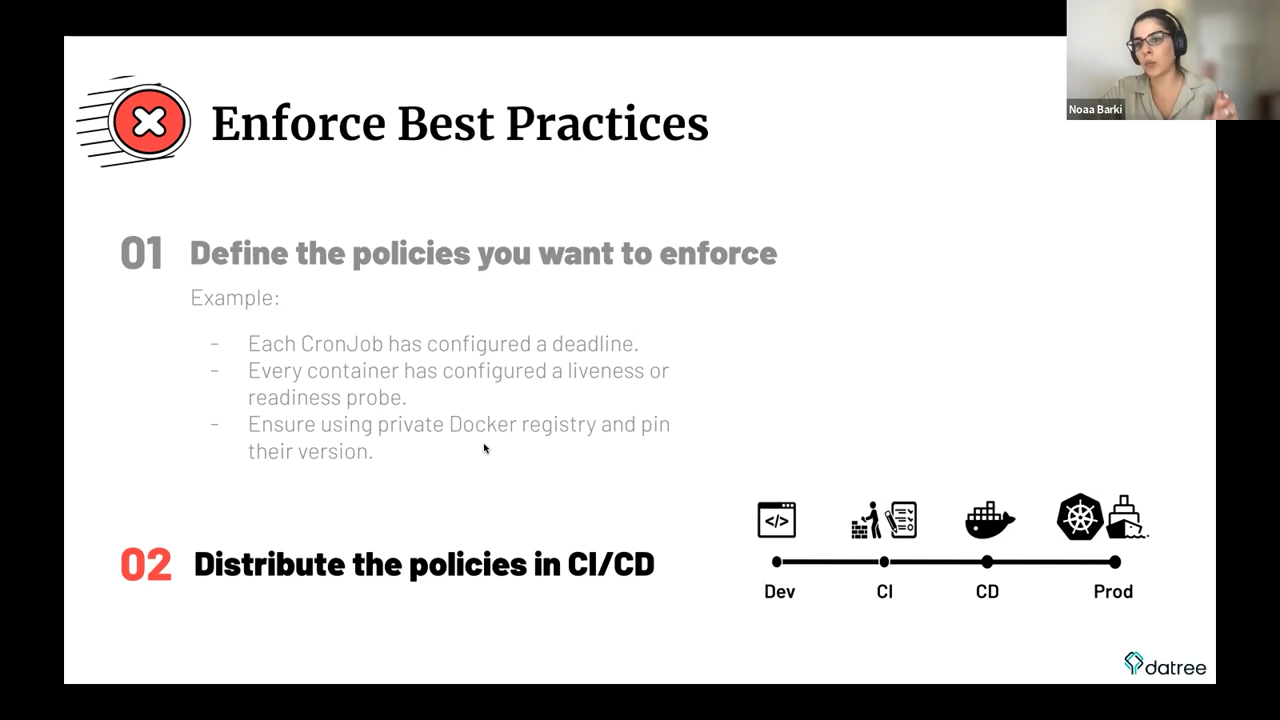 Noaa Barki
Enforce Best Practices
01 Define the policies you want to enforce
Example:
- Each CronJob has configured a deadline.
- Every container has configured a liveness or
readiness probe.
- Ensure using private Docker registry and pin
their version.
</>
02 Distribute the policies in CI/CD
Dev CI CD Prod
datree